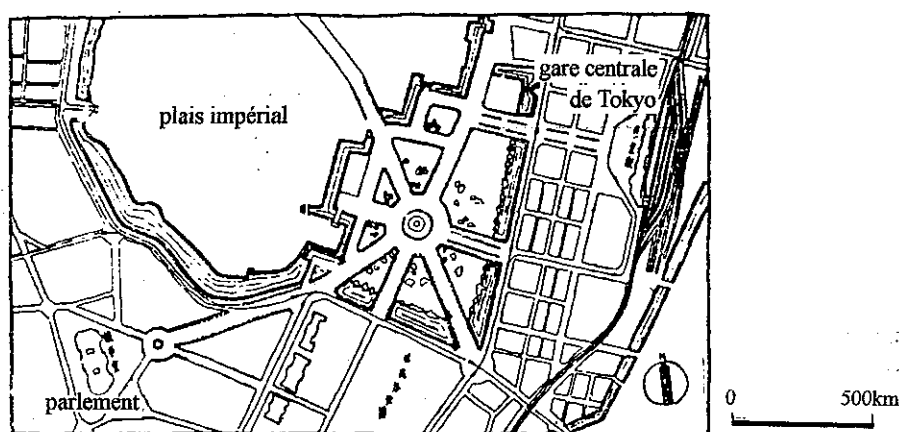 plais impérial
gare centrale
de Tokyo
parlement
N
0 500km